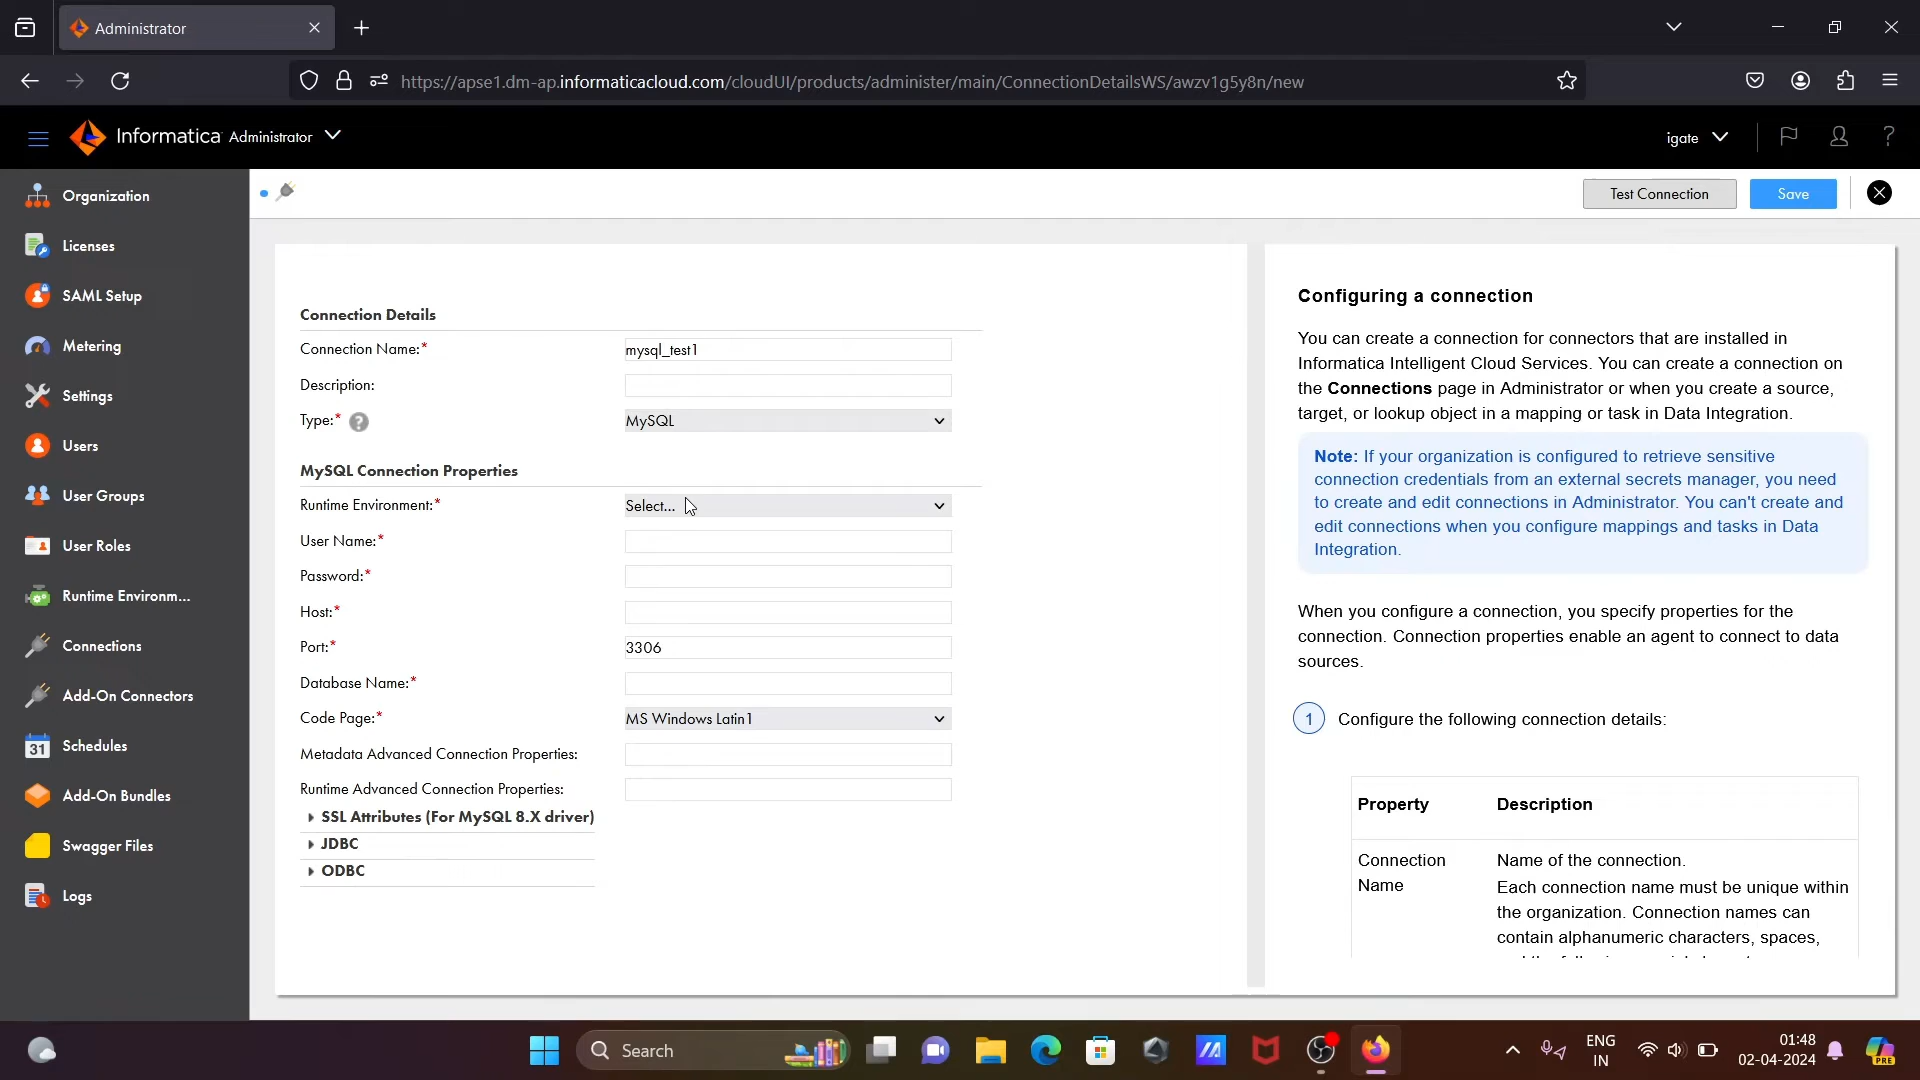 Administrator
https://apse1.dm-ap.informaticacloud.com/cloudUI/products/administer/main/ConnectionDetailsWS/awzv1g5y8n/new
Informatica Administrator
igate
?
Organization
Licenses
SAML Setup
Metering
Settings
Users
User Groups
User Roles
Runtime Environm...
Connections
Add-On Connectors
31 Schedules
Add-On Bundles
Swagger Files
Logs
Test Connection
Save
Connection Details
Connection Name:* mysql_test1
Description:
Type:* ? MySQL
MySQL Connection Properties
Runtime Environment:* Select...
User Name:*
Password:*
Host:*
Port:* 3306
Database Name:*
Code Page:* MS Windows Latin1
Metadata Advanced Connection Properties:
Runtime Advanced Connection Properties:
SSL Attributes (For MySQL 8.X driver)
JDBC
ODBC
Configuring a connection
You can create a connection for connectors that are installed in
Informatica Intelligent Cloud Services. You can create a connection on
the Connections page in Administrator or when you create a source,
target, or lookup object in a mapping or task in Data Integration.
Note: If your organization is configured to retrieve sensitive
connection credentials from an external secrets manager, you need
to create and edit connections in Administrator. You can't create and
edit connections when you configure mappings and tasks in Data
Integration.
When you configure a connection, you specify properties for the
connection. Connection properties enable an agent to connect to data
sources.
1 Configure the following connection details:
Property Description
Connection Name
Name of the connection.
Each connection name must be unique within
the organization. Connection names can
contain alphanumeric characters, spaces,
Search
ENG
IN
01:48
02-04-2024
PRE